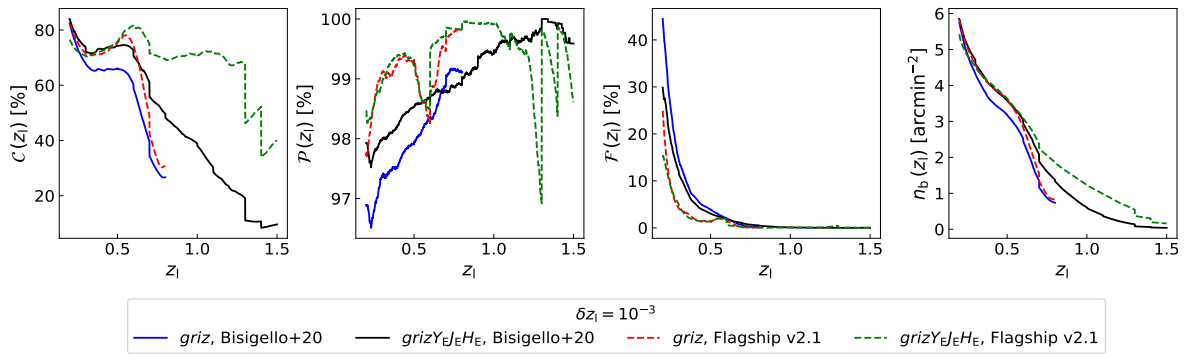 𝒞(z_l) [%]
80
60
40
20
0.5 1.0 1.5
z_l
𝒫(z_l) [%]
100
99
98
97
0.5 1.0 1.5
z_l
ℱ(z_l) [%]
40
30
20
10
0
0.5 1.0 1.5
z_l
n_b(z_l) [arcmin⁻²]
6
5
4
3
2
1
0
0.5 1.0 1.5
z_l
δz_l = 10⁻³
griz, Bisigello+20
grizY_E J_E H_E, Bisigello+20
griz, Flagship v2.1
grizY_E J_E H_E, Flagship v2.1